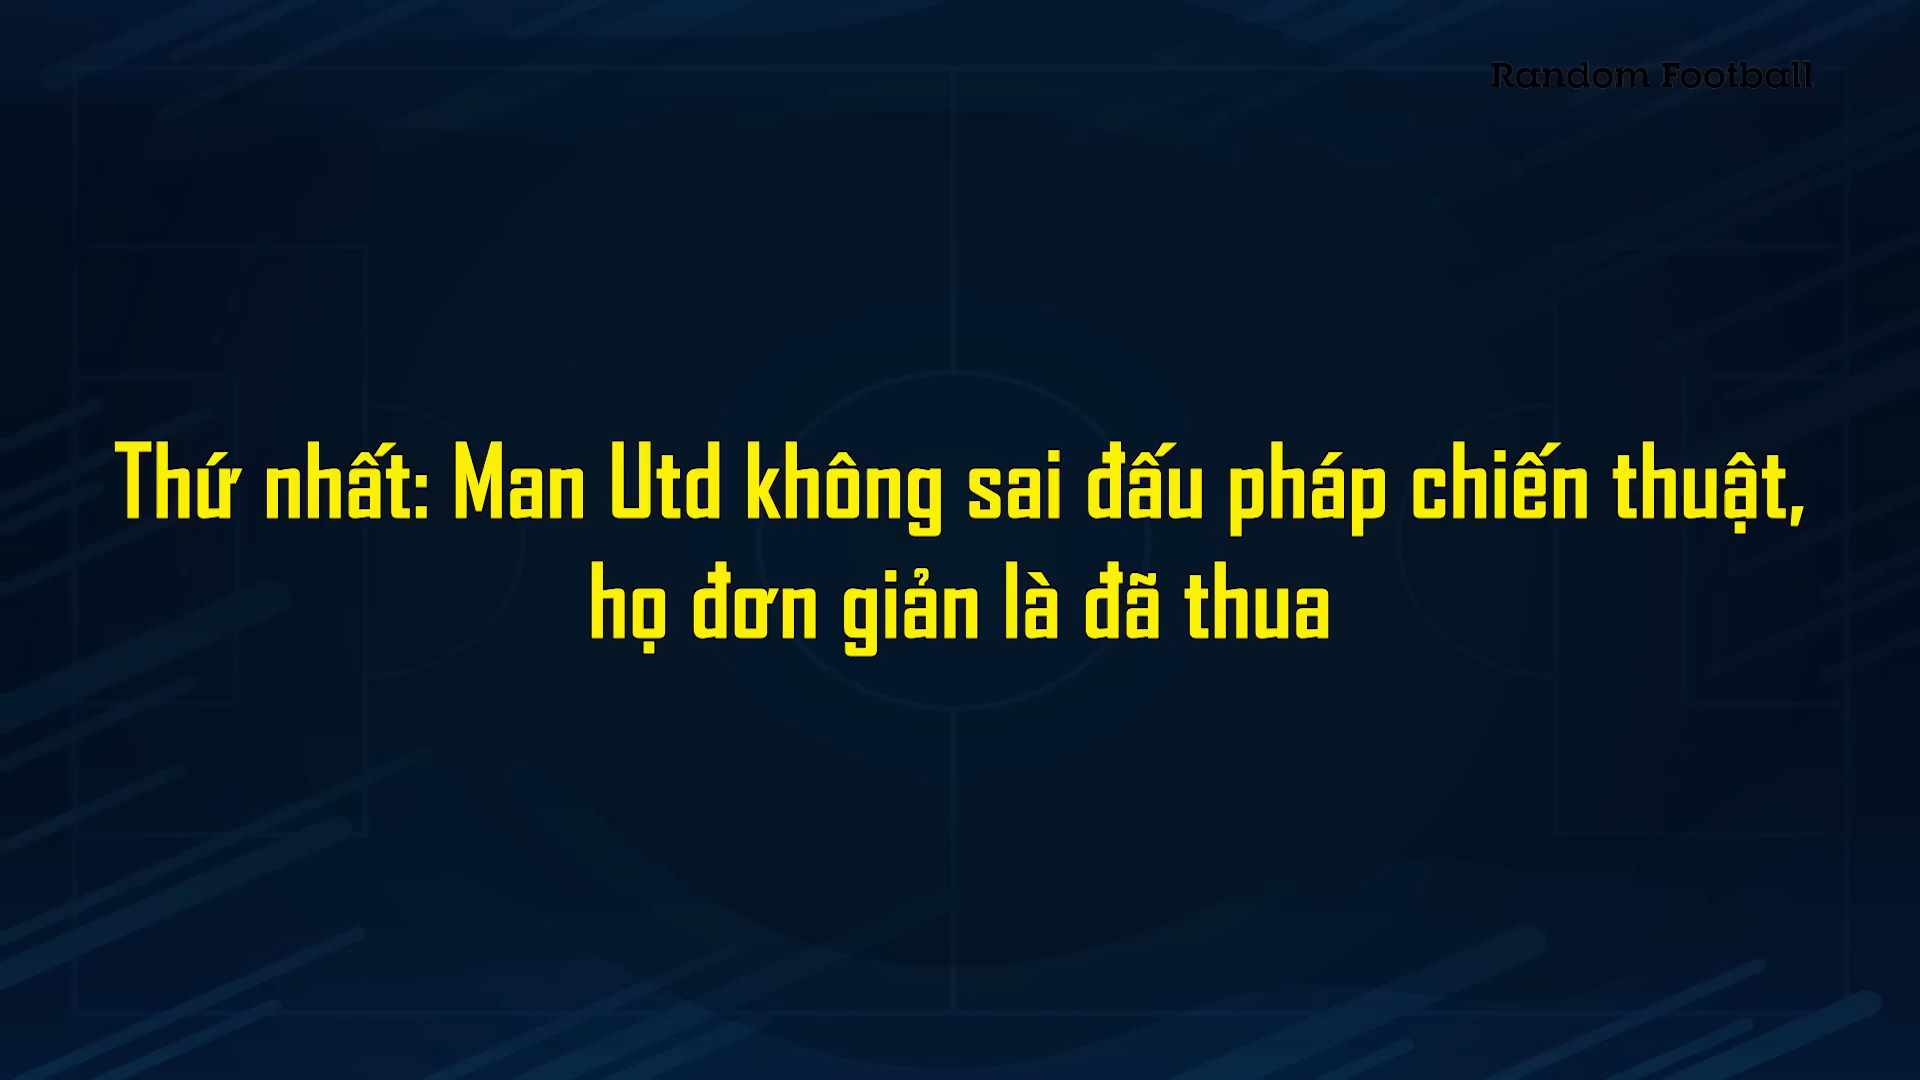 Random Football
Thứ nhất: Man Utd không sai đấu pháp chiến thuật,
họ đơn giản là đã thua